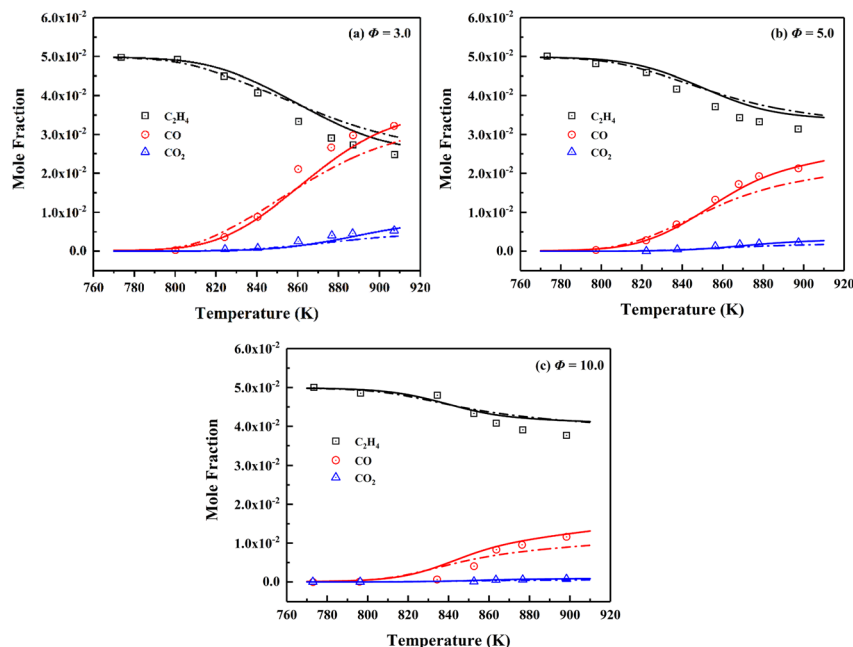 (a) Φ = 3.0
6.0x10⁻²
5.0x10⁻²
4.0x10⁻²
3.0x10⁻²
2.0x10⁻²
1.0x10⁻²
0.0
Mole Fraction
C₂H₄
CO
CO₂
760 780 800 820 840 860 880 900 920
Temperature (K)
(b) Φ = 5.0
6.0x10⁻²
5.0x10⁻²
4.0x10⁻²
3.0x10⁻²
2.0x10⁻²
1.0x10⁻²
0.0
Mole Fraction
C₂H₄
CO
CO₂
760 780 800 820 840 860 880 900 920
Temperature (K)
(c) Φ = 10.0
6.0x10⁻²
5.0x10⁻²
4.0x10⁻²
3.0x10⁻²
2.0x10⁻²
1.0x10⁻²
0.0
Mole Fraction
C₂H₄
CO
CO₂
760 780 800 820 840 860 880 900 920
Temperature (K)